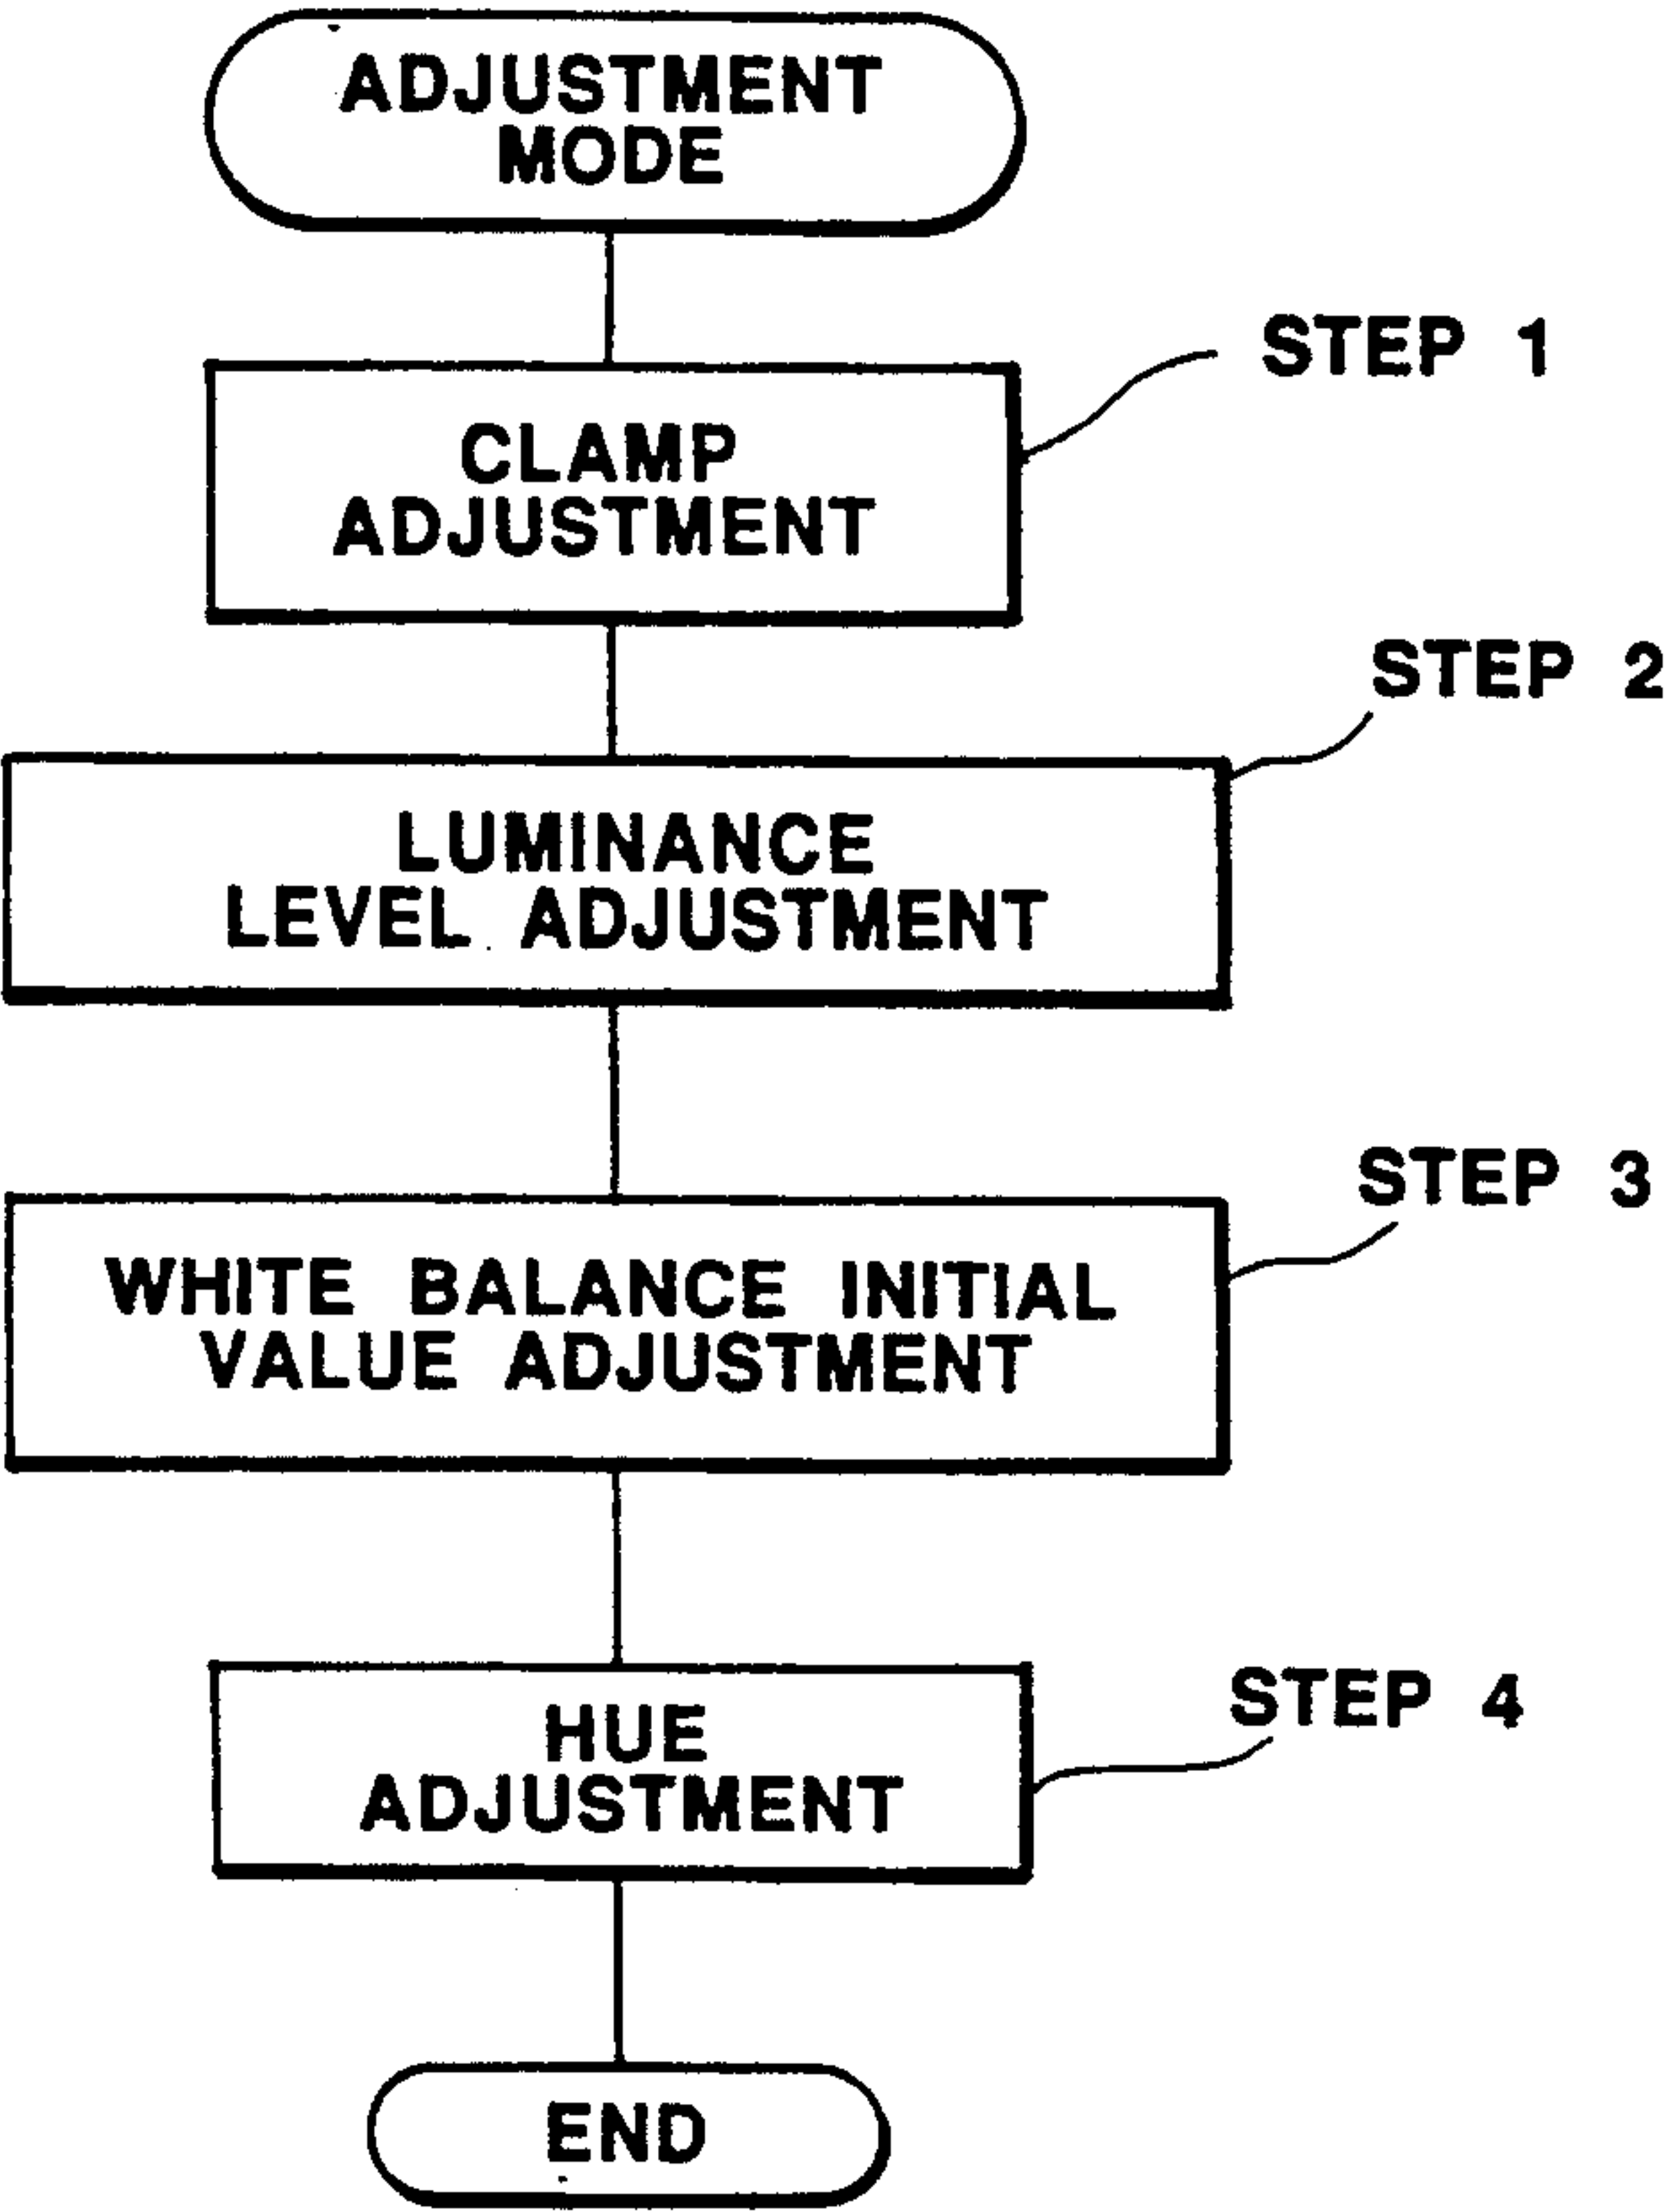 ADJUSTMENT
MODE
STEP 1
CLAMP
ADJUSTMENT
STEP 2
LUMINANCE
LEVEL ADJUSTMENT
STEP 3
WHITE BALANCE INITIAL
VALUE ADJUSTMENT
STEP 4
HUE
ADJUSTMENT
END